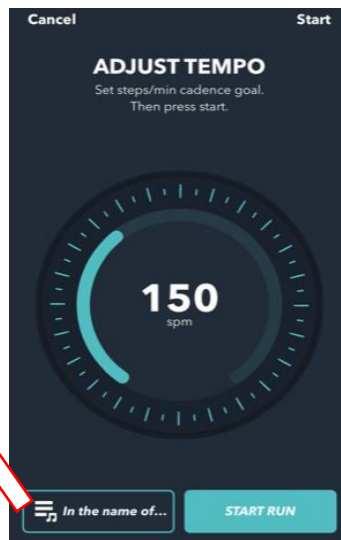 Cancel
Start
ADJUST TEMPO
Set steps/min cadence goal.
Then press start.
150
spm
In the name of...
START RUN